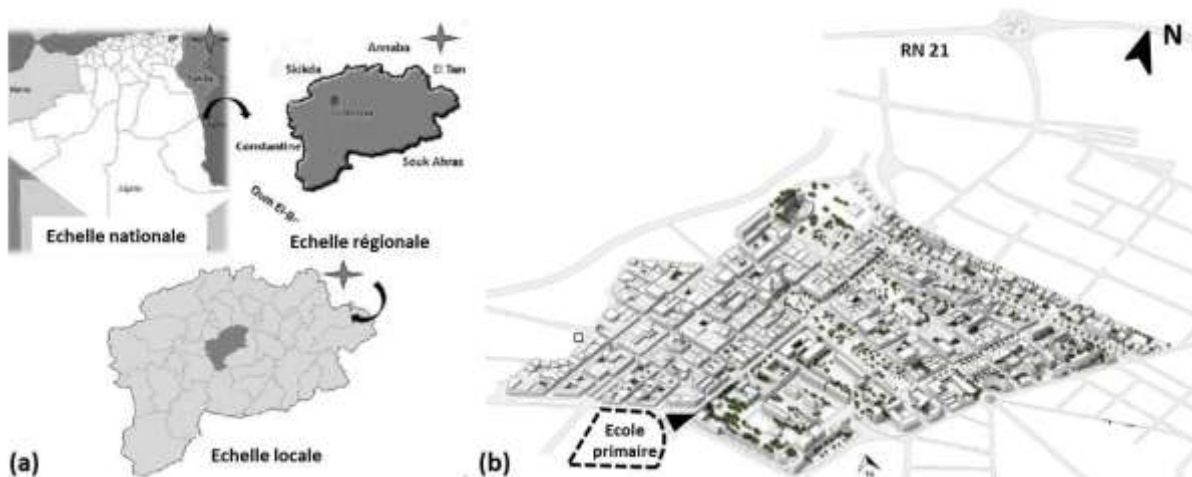 Annaba
Skikda
El Tarf
Constantine
Souk Ahras
Oum El-B-
Echelle nationale
Echelle régionale
Echelle locale
(a)
RN 21
N
Ecole
primaire
(b)